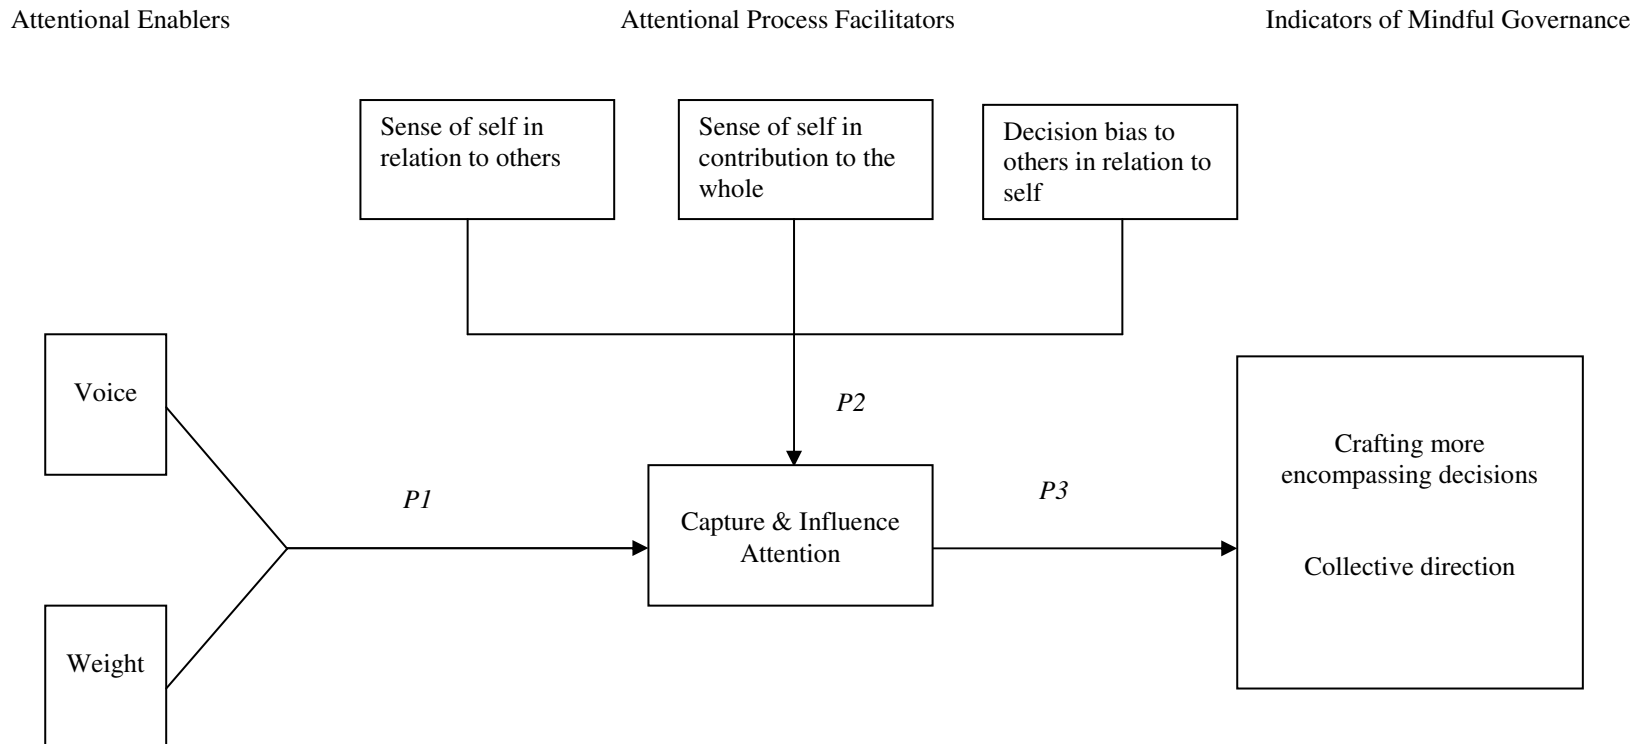 Attentional Enablers
Attentional Process Facilitators
Indicators of Mindful Governance
Sense of self in
relation to others
Sense of self in
contribution to the
whole
Decision bias to
others in relation to
self
Voice
P2
P1
P3
Capture & Influence
Attention
Crafting more
encompassing decisions
Collective direction
Weight